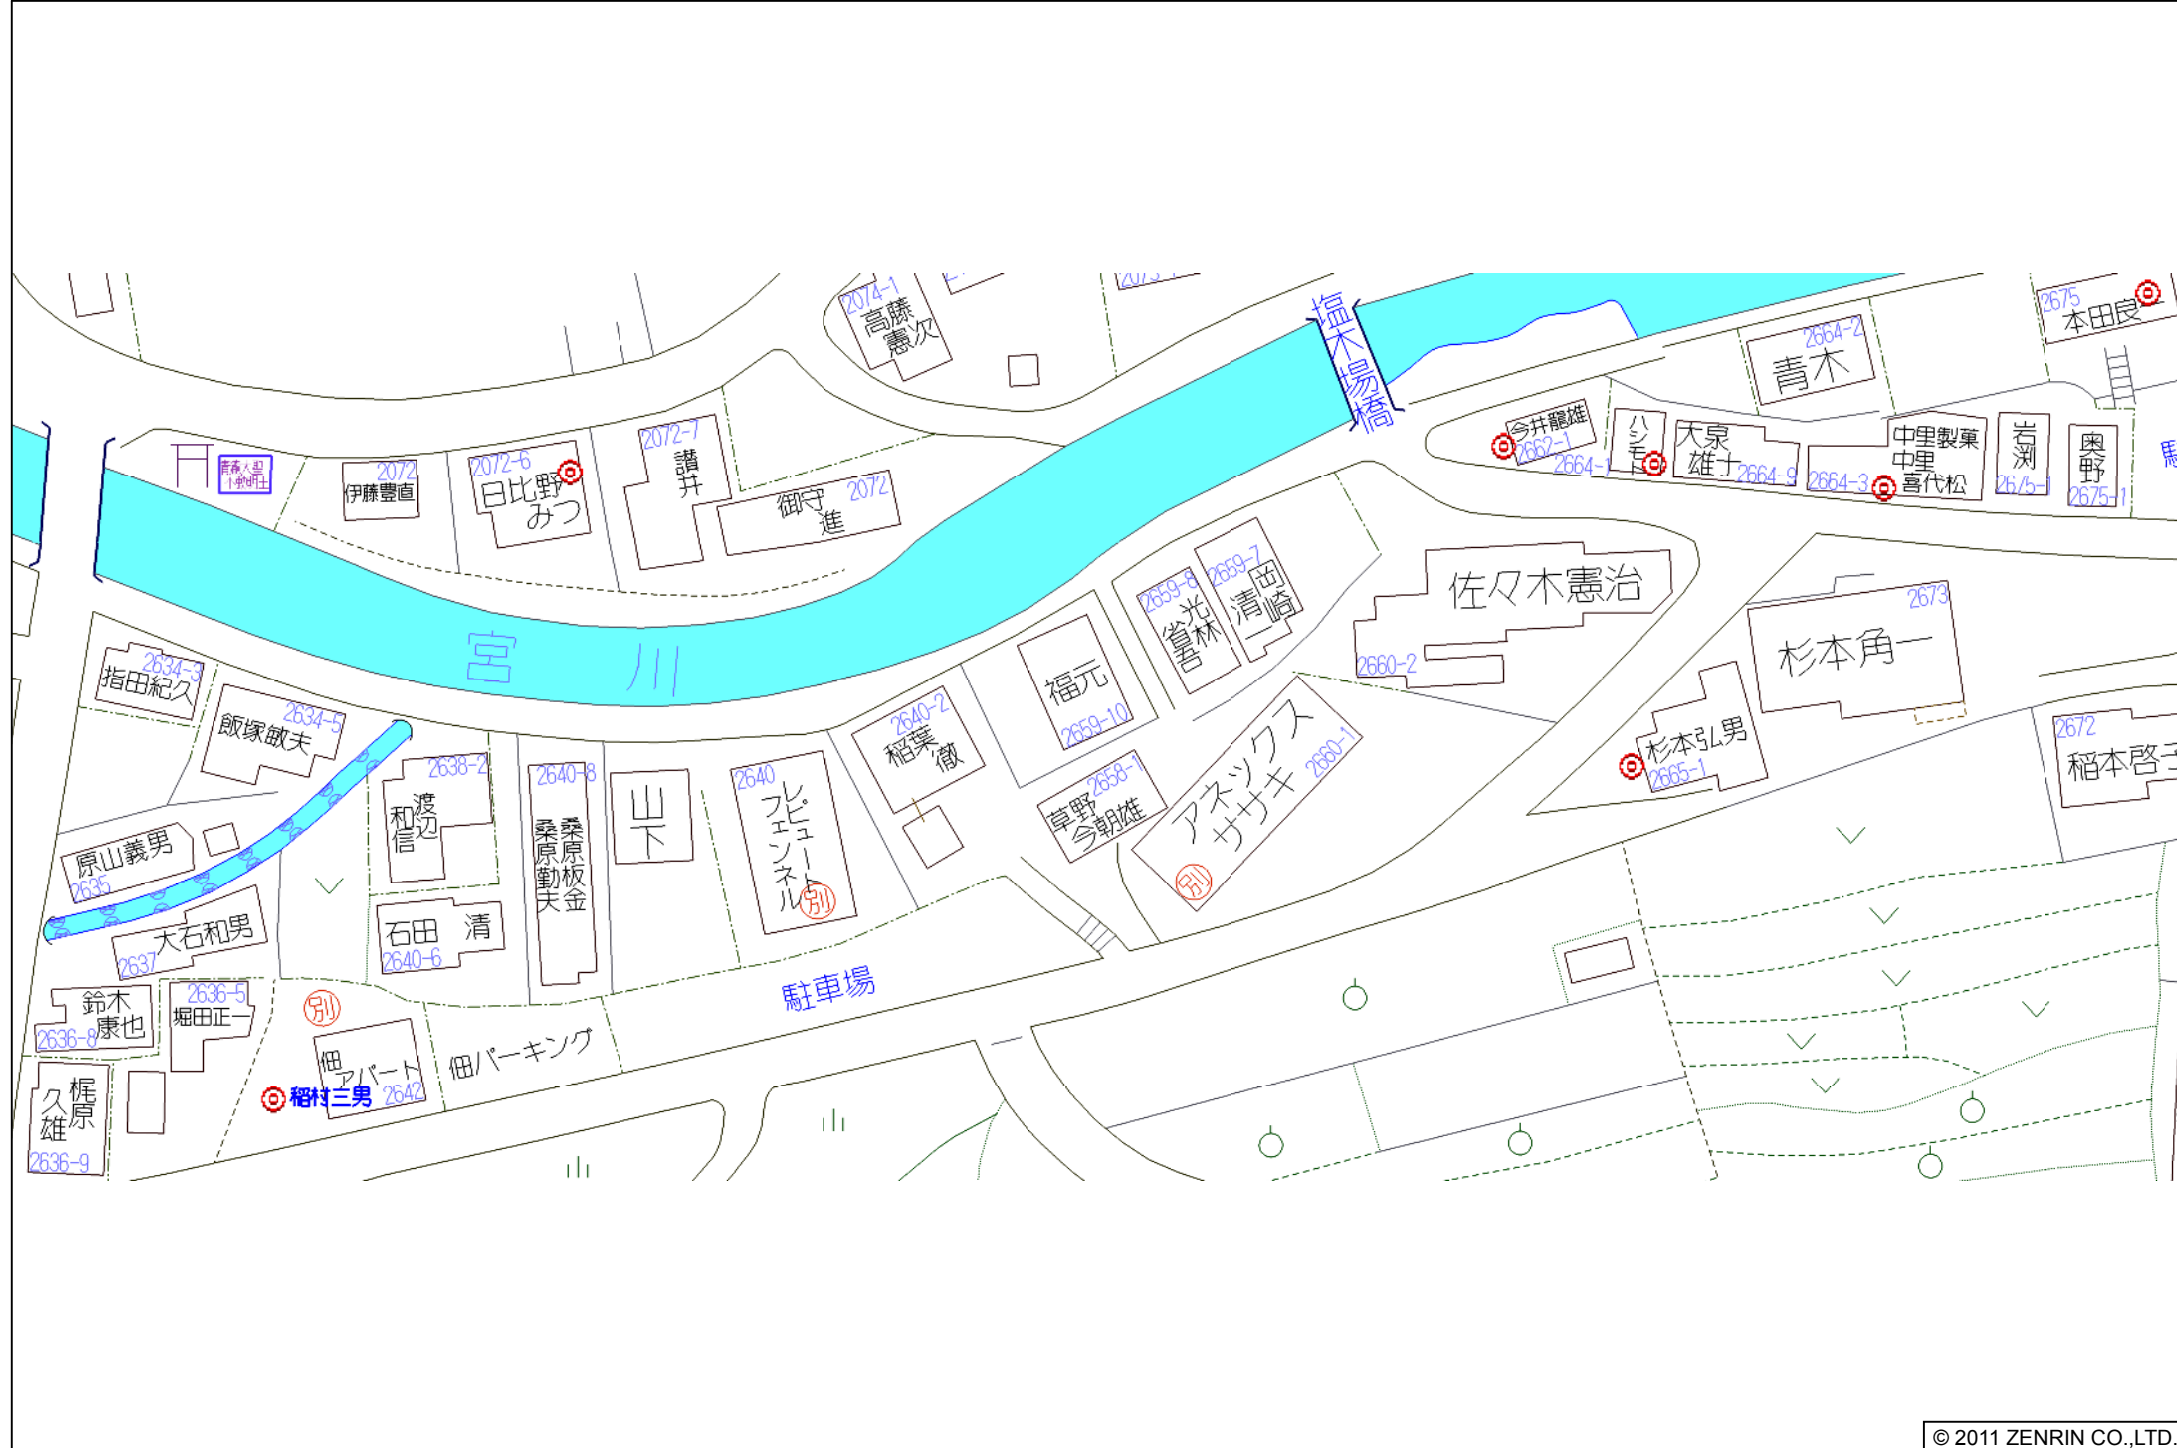 2074-1
高藤
憲次
塩木場橋
2675
本田良
2664-2
青木
今井龍雄
2662-1
2664-1
ハシモト
大泉
雄士
2664-9
中里製菓
中里
喜代松
2664-3
岩渕
奥野
2675-1
2072
伊藤豊直
2072-6
日比野
みつ
2072-7
讃井
御守
進
2072
宮川
2659-8
光林
省吾
2659-7
岡崎
清一
佐々木憲治
2660-2
2673
杉本角一
杉本弘男
2665-1
2672
稲本啓子
2634-3
指田紀久
2634-5
飯塚敏夫
2638-2
渡辺
和信
2640-8
桑原板金
桑原勤夫
山下
2640
レピュート
フェンネル
別
2640-2
稲葉
徹
福元
2659-10
2658-1
草野
今朝雄
アネックス
ササキ
2660-1
別
原山義男
2635
大石和男
2637
石田 清
2640-6
駐車場
鈴木
康也
2636-8
2636-5
堀田正一
別
佃
アパート
2642
稲村三男
佃パーキング
梶原
久雄
2636-9
© 2011 ZENRIN CO.,LTD.